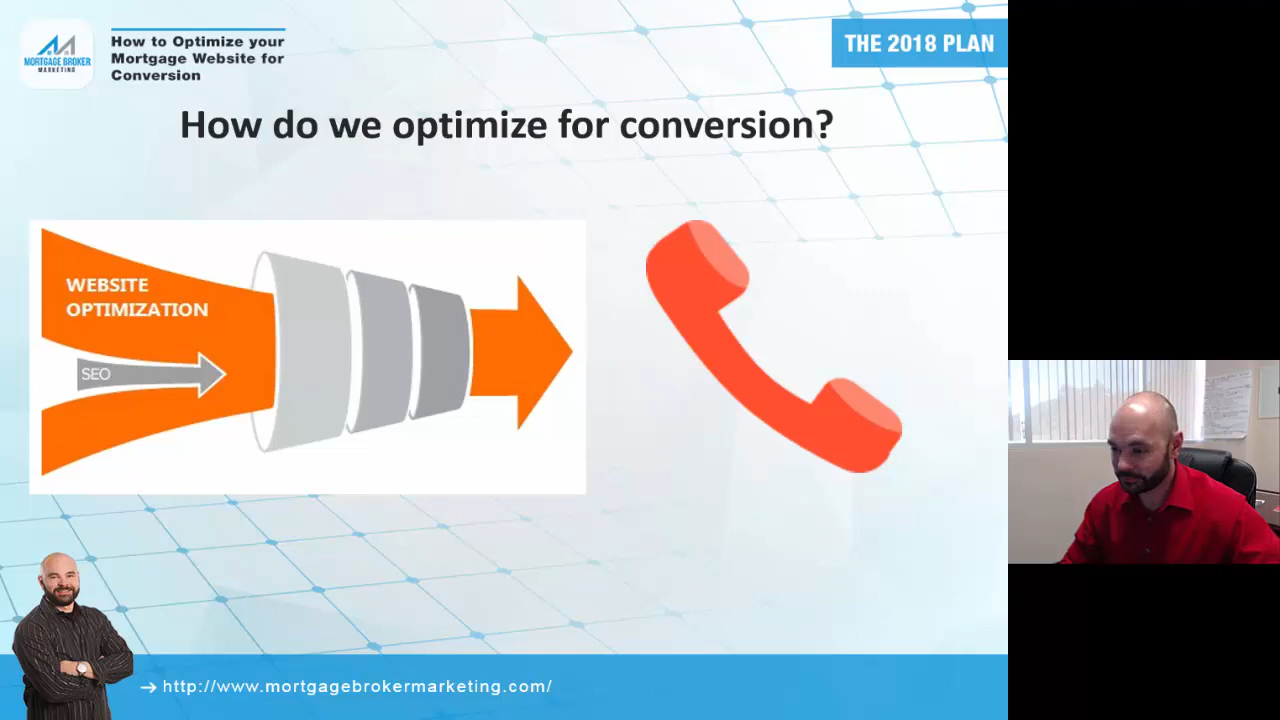 MORTGAGE BROKER
MARKETING
How to Optimize your
Mortgage Website for
Conversion
THE 2018 PLAN
How do we optimize for conversion?
WEBSITE
OPTIMIZATION
SEO
http://www.mortgagebrokermarketing.com/